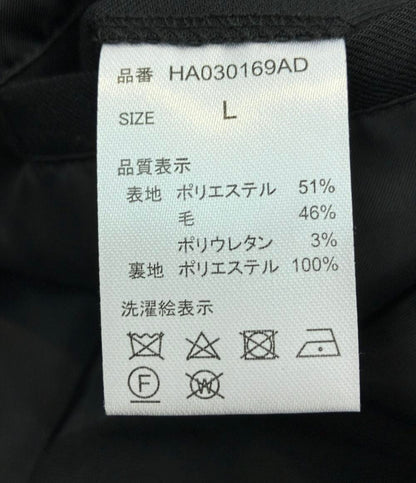 品番 HA030169AD
SIZE L
品質表示
表地 ポリエステル 51%
毛 46%
ポリウレタン 3%
裏地 ポリエステル 100%
洗濯絵表示
F W